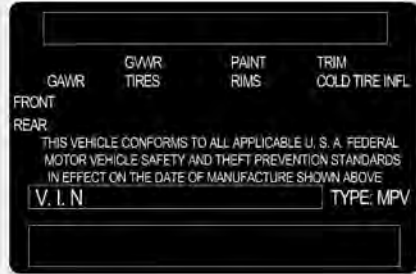 GVWR PAINT TRIM
GAWR TIRES RIMS COLD TIRE INFL
FRONT
REAR
THIS VEHICLE CONFORMS TO ALL APPLICABLE U. S. A. FEDERAL
MOTOR VEHICLE SAFETY AND THEFT PREVENTION STANDARDS
IN EFFECT ON THE DATE OF MANUFACTURE SHOWN ABOVE
V. I. N TYPE: MPV